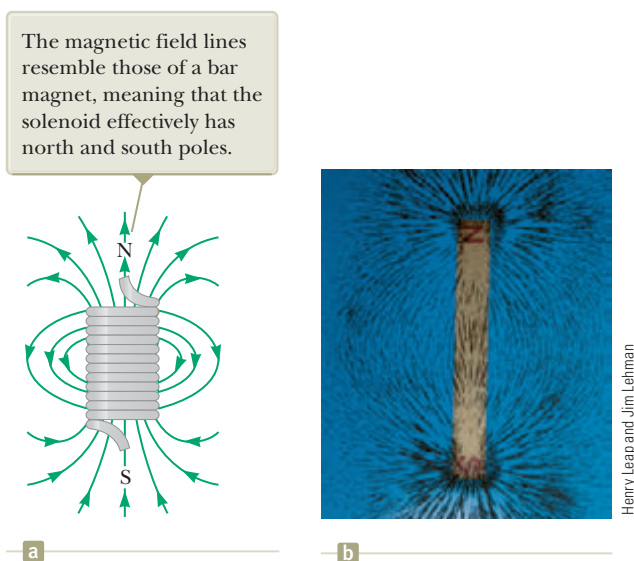 The magnetic field lines
resemble those of a bar
magnet, meaning that the
solenoid effectively has
north and south poles.
N
S
N
S
Henry Leap and Jim Lehman
a
b